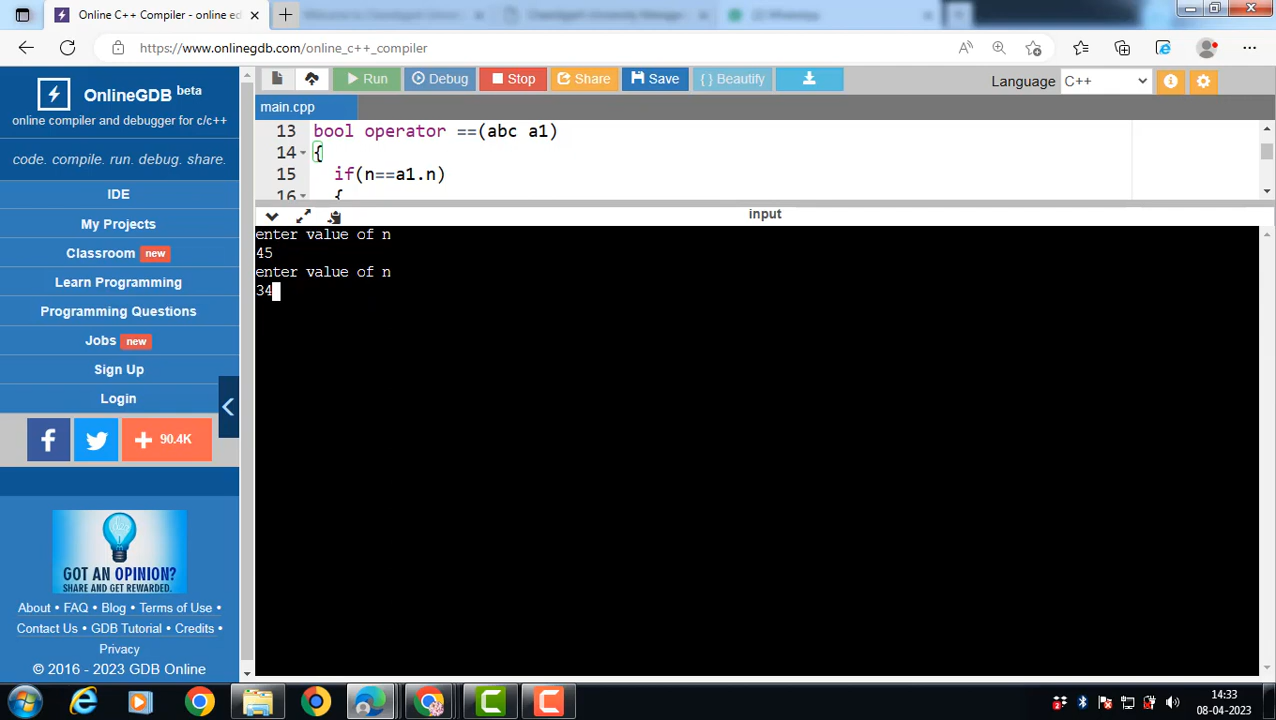 Online C++ Compiler - online ed
https://www.onlinegdb.com/online_c++_compiler
OnlineGDB beta
online compiler and debugger for c/c++
code. compile. run. debug. share.
IDE
My Projects
Classroom new
Learn Programming
Programming Questions
Jobs new
Sign Up
Login
90.4K
GOT AN OPINION?
SHARE AND GET REWARDED.
About • FAQ • Blog • Terms of Use •
Contact Us • GDB Tutorial • Credits •
Privacy
© 2016 - 2023 GDB Online
Run
Debug
Stop
Share
Save
{ } Beautify
Language C++
main.cpp
13 bool operator ==(abc a1)
14 {
15 if(n==a1.n)
16 {
input
enter value of n
45
enter value of n
34
14:33
08-04-2023